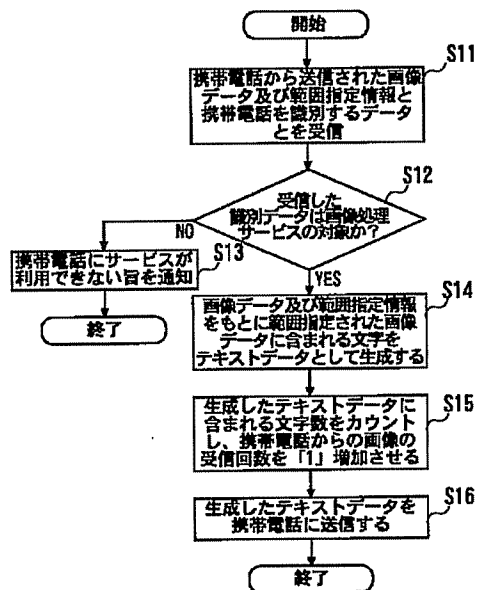 開始
S11
携帯電話から送信された画像
データ及び範囲指定情報と
携帯電話を識別するデータ
とを受信
S12
受信した
識別データは画像処理
サービスの対象か？
NO
S13
携帯電話にサービスが
利用できない旨を通知
終了
YES
S14
画像データ及び範囲指定情報
をもとに範囲指定された画像
データに含まれる文字を
テキストデータとして生成する
S15
生成したテキストデータに
含まれる文字数をカウント
し、携帯電話からの画像の
受信回数を「1」増加させる
S16
生成したテキストデータを
携帯電話に送信する
終了